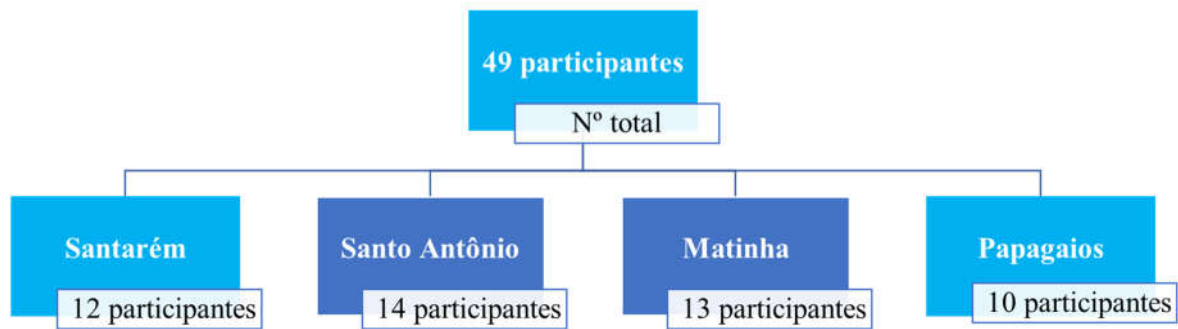 49 participantes
Nº total
Santarém
12 participantes
Santo Antônio
14 participantes
Matinha
13 participantes
Papagaios
10 participantes